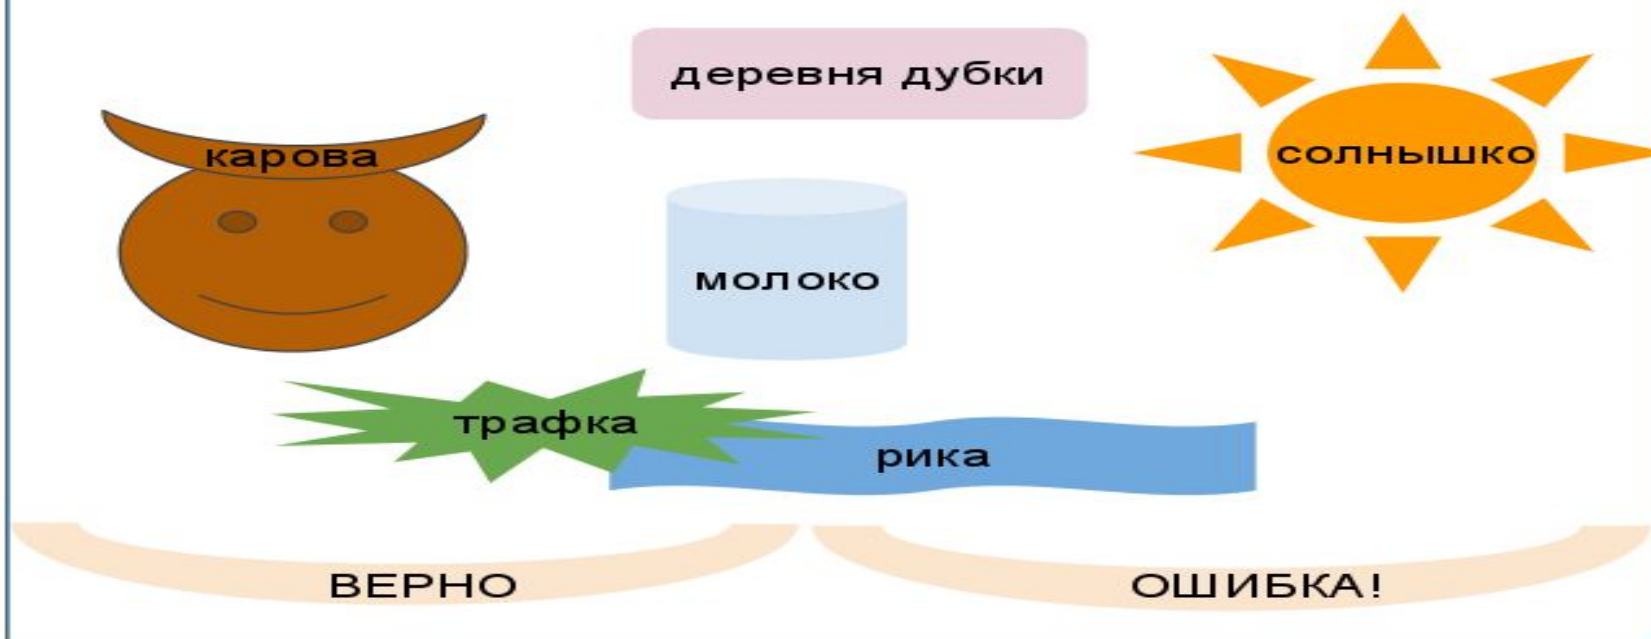 деревня дубки
карова
солнышко
молоко
трафка
рика
ВЕРНО
ОШИБКА!